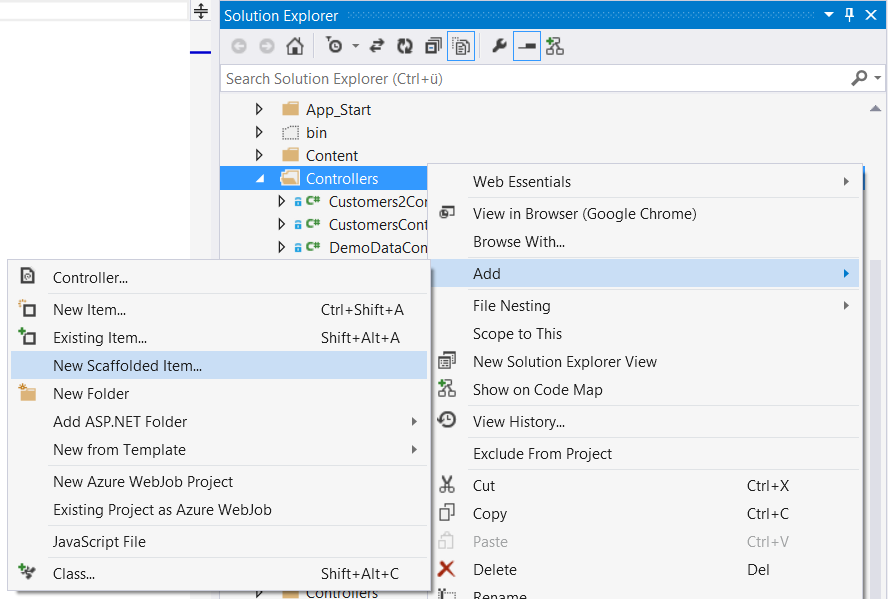 Solution Explorer
Search Solution Explorer (Ctrl+ü)
App_Start
bin
Content
Controllers
C# Customers2Con
C# CustomersCont
C# DemoDataCon
Web Essentials
View in Browser (Google Chrome)
Browse With...
Add
File Nesting
Scope to This
New Solution Explorer View
Show on Code Map
View History...
Exclude From Project
Cut Ctrl+X
Copy Ctrl+C
Paste Ctrl+V
Delete Del
Rename
Controller...
New Item... Ctrl+Shift+A
Existing Item... Shift+Alt+A
New Scaffolded Item...
New Folder
Add ASP.NET Folder
New from Template
New Azure WebJob Project
Existing Project as Azure WebJob
JavaScript File
Class... Shift+Alt+C
Controllers